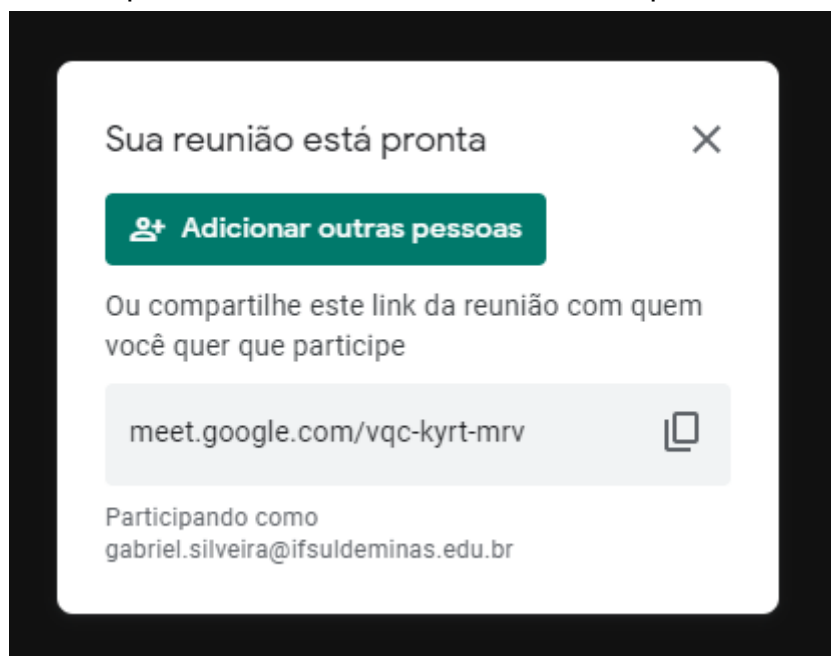 Sua reunião está pronta
Adicionar outras pessoas
Ou compartilhe este link da reunião com quem
você quer que participe
meet.google.com/vqc-kyrt-mrv
Participando como
gabriel.silveira@ifsuldeminas.edu.br